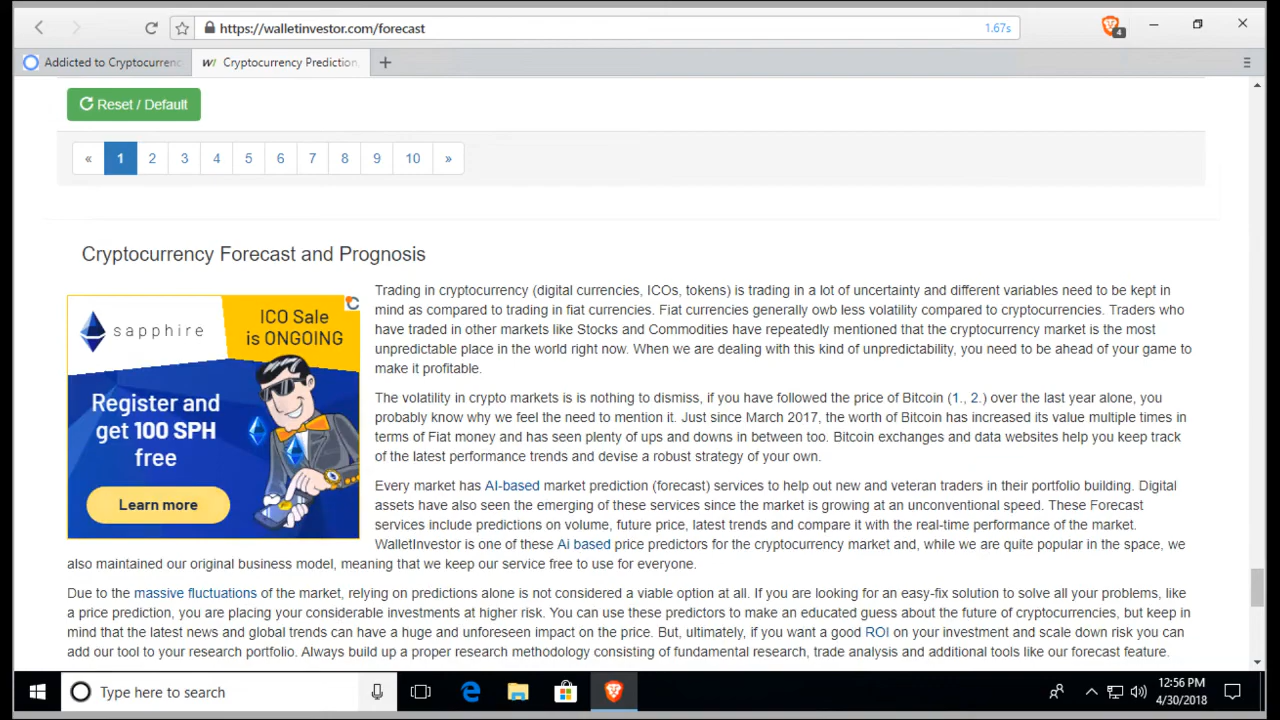 https://walletinvestor.com/forecast
1.67s
4
Addicted to Cryptocurrenc
W/ Cryptocurrency Prediction,
Reset / Default
« 1 2 3 4 5 6 7 8 9 10 »
Cryptocurrency Forecast and Prognosis
sapphire
ICO Sale
is ONGOING
Register and
get 100 SPH
free
Learn more
Trading in cryptocurrency (digital currencies, ICOs, tokens) is trading in a lot of uncertainty and different variables need to be kept in
mind as compared to trading in fiat currencies. Fiat currencies generally owb less volatility compared to cryptocurrencies. Traders who
have traded in other markets like Stocks and Commodities have repeatedly mentioned that the cryptocurrency market is the most
unpredictable place in the world right now. When we are dealing with this kind of unpredictability, you need to be ahead of your game to
make it profitable.
The volatility in crypto markets is is nothing to dismiss, if you have followed the price of Bitcoin (1., 2.) over the last year alone, you
probably know why we feel the need to mention it. Just since March 2017, the worth of Bitcoin has increased its value multiple times in
terms of Fiat money and has seen plenty of ups and downs in between too. Bitcoin exchanges and data websites help you keep track
of the latest performance trends and devise a robust strategy of your own.
Every market has AI-based market prediction (forecast) services to help out new and veteran traders in their portfolio building. Digital
assets have also seen the emerging of these services since the market is growing at an unconventional speed. These Forecast
services include predictions on volume, future price, latest trends and compare it with the real-time performance of the market.
WalletInvestor is one of these Ai based price predictors for the cryptocurrency market and, while we are quite popular in the space, we
also maintained our original business model, meaning that we keep our service free to use for everyone.
Due to the massive fluctuations of the market, relying on predictions alone is not considered a viable option at all. If you are looking for an easy-fix solution to solve all your problems, like
a price prediction, you are placing your considerable investments at higher risk. You can use these predictors to make an educated guess about the future of cryptocurrencies, but keep in
mind that the latest news and global trends can have a huge and unforeseen impact on the price. But, ultimately, if you want a good ROI on your investment and scale down risk you can
add our tool to your research portfolio. Always build up a proper research methodology consisting of fundamental research, trade analysis and additional tools like our forecast feature.
Type here to search
12:56 PM
4/30/2018